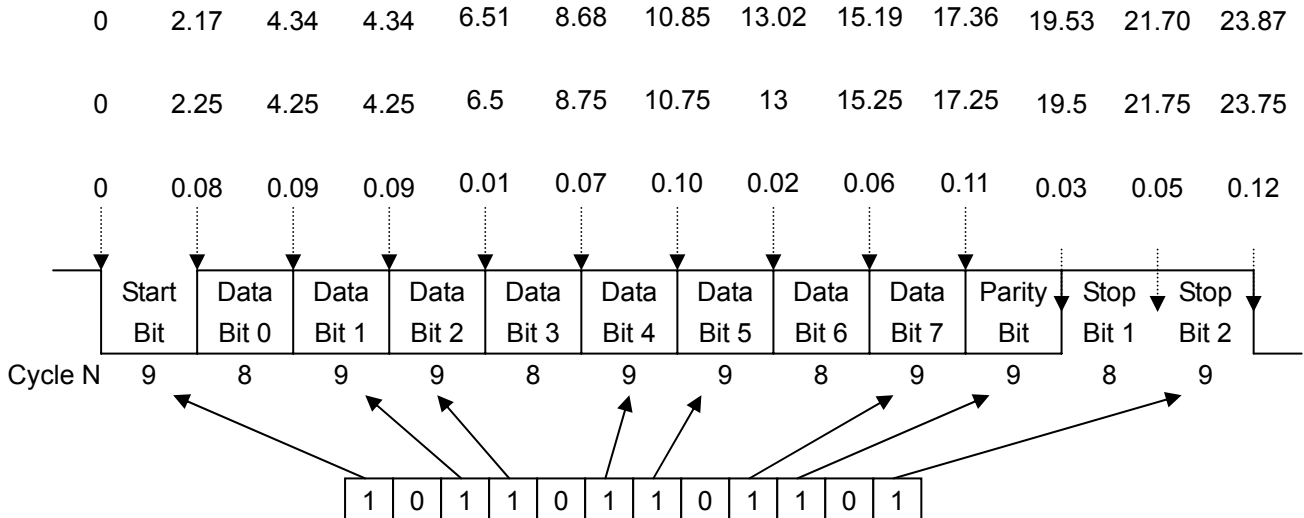 0 2.17 4.34 4.34 6.51 8.68 10.85 13.02 15.19 17.36 19.53 21.70 23.87
0 2.25 4.25 4.25 6.5 8.75 10.75 13 15.25 17.25 19.5 21.75 23.75
0 0.08 0.09 0.09 0.01 0.07 0.10 0.02 0.06 0.11 0.03 0.05 0.12
Start Data Data Data Data Data Data Data Data Parity Stop Stop
Bit Bit 0 Bit 1 Bit 2 Bit 3 Bit 4 Bit 5 Bit 6 Bit 7 Bit Bit 1 Bit 2
Cycle N 9 8 9 9 8 9 9 8 9 9 8 9
1 0 1 1 0 1 1 0 1 1 0 1